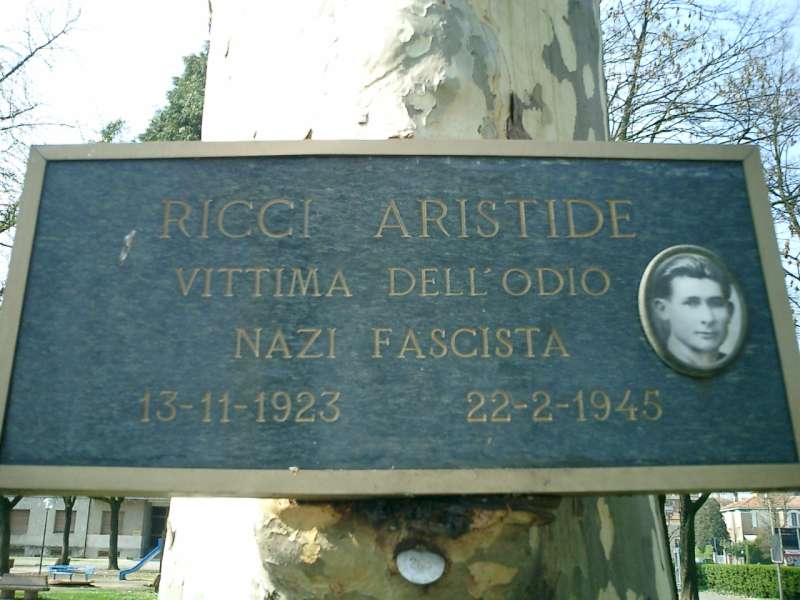 RICCI ARISTIDE
VITTIMA DELL'ODIO
NAZI FASCISTA
13-11-1923 22-2-1945